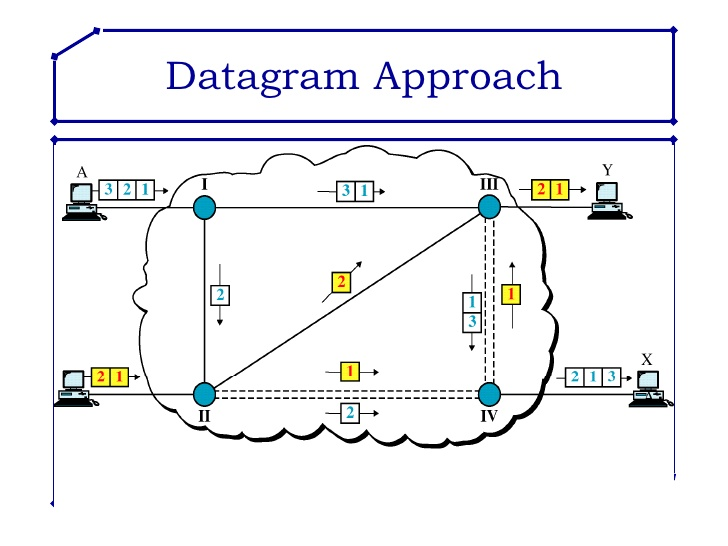 Datagram Approach
A
3 2 1
I
3 1
III
2 1
Y
2
2
1
3
1
2 1
1
2 1 3
X
2
II
IV